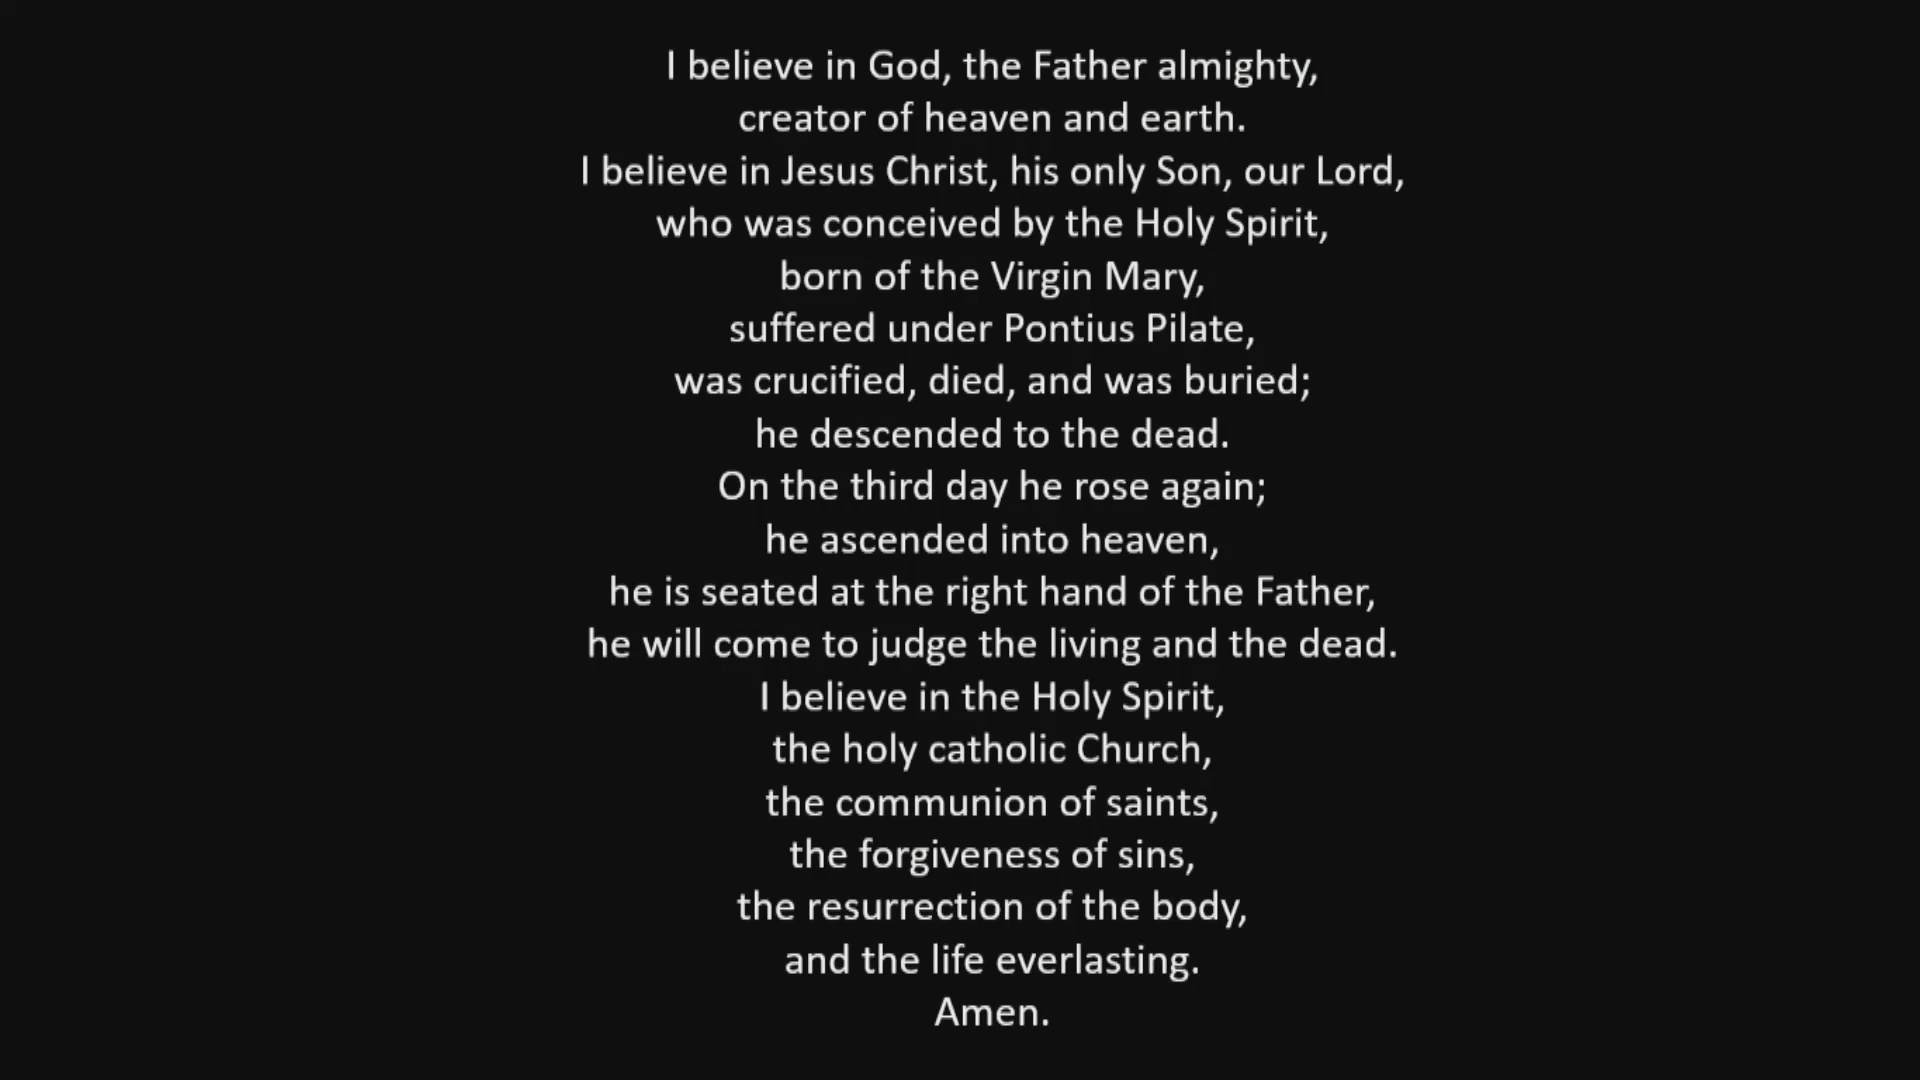 I believe in God, the Father almighty,
creator of heaven and earth.
I believe in Jesus Christ, his only Son, our Lord,
who was conceived by the Holy Spirit,
born of the Virgin Mary,
suffered under Pontius Pilate,
was crucified, died, and was buried;
he descended to the dead.
On the third day he rose again;
he ascended into heaven,
he is seated at the right hand of the Father,
he will come to judge the living and the dead.
I believe in the Holy Spirit,
the holy catholic Church,
the communion of saints,
the forgiveness of sins,
the resurrection of the body,
and the life everlasting.
Amen.